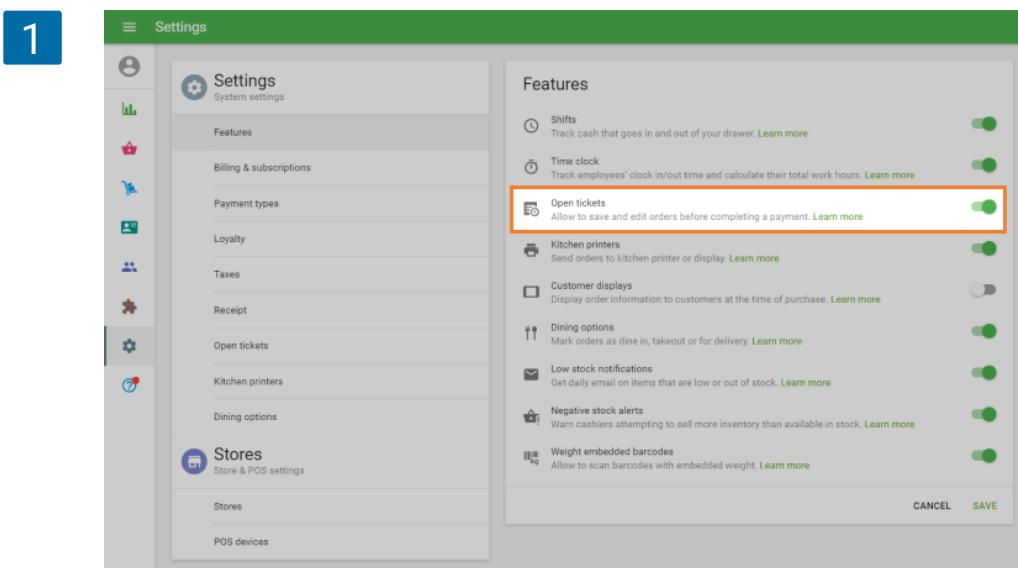 1
Settings
Settings
System settings
Features
Billing & subscriptions
Payment types
Loyalty
Taxes
Receipt
Open tickets
Kitchen printers
Dining options
Stores
Store & POS settings
Stores
POS devices
Features
Shifts
Track cash that goes in and out of your drawer. Learn more
Time clock
Track employees' clock in/out time and calculate their total work hours. Learn more
Open tickets
Allow to save and edit orders before completing a payment. Learn more
Kitchen printers
Send orders to kitchen printer or display. Learn more
Customer displays
Display order information to customers at the time of purchase. Learn more
Dining options
Mark orders as dine in, takeout or for delivery. Learn more
Low stock notifications
Get daily email on items that are low or out of stock. Learn more
Negative stock alerts
Warn cashiers attempting to sell more inventory than available in stock. Learn more
kg
Weight embedded barcodes
Allow to scan barcodes with embedded weight. Learn more
CANCEL SAVE